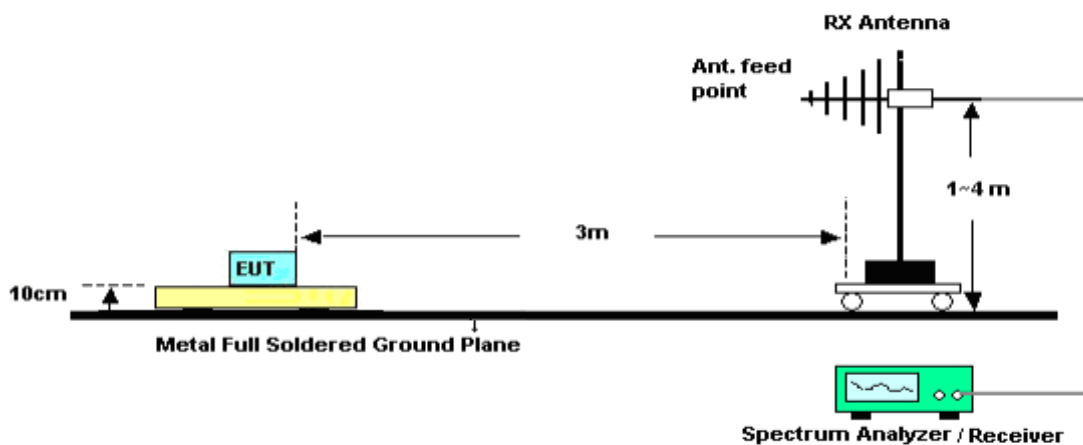 RX Antenna
Ant. feed
point
1~4 m
3m
EUT
10cm
Metal Full Soldered Ground Plane
Spectrum Analyzer / Receiver